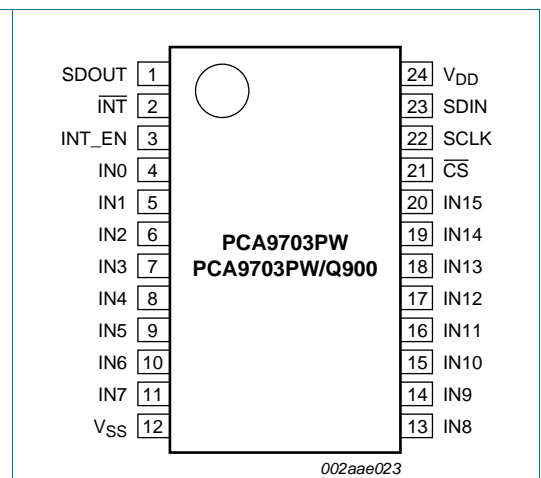 SDOUT 1
INT 2
INT_EN 3
IN0 4
IN1 5
IN2 6
IN3 7
IN4 8
IN5 9
IN6 10
IN7 11
VSS 12
PCA9703PW
PCA9703PW/Q900
24 VDD
23 SDIN
22 SCLK
21 CS
20 IN15
19 IN14
18 IN13
17 IN12
16 IN11
15 IN10
14 IN9
13 IN8
002aae023